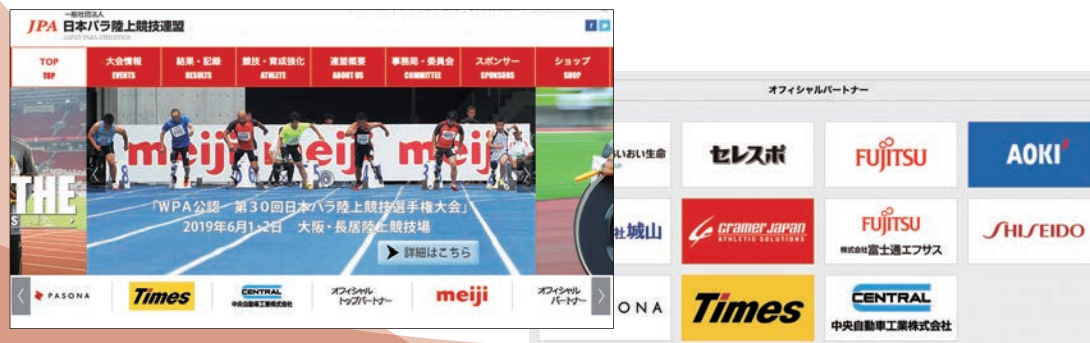 一般社団法人
JPA 日本パラ陸上競技連盟
JAPAN PARA ATHLETICS
TOP 大会情報 結果・記録 競技・育成強化 連盟概要 事務局・委員会 スポンサー ショップ
TOP EVENTS RESULTS ATHLETE ABOUT US COMMITTEE SPONSORS SHOP
THE
meiji meiji meiji
「WPA公認 第30回日本パラ陸上競技選手権大会」
2019年6月1・2日 大阪・長居陸上競技場
▶ 詳細はこちら
PASONA Times CENTRAL 中央自動車工業株式会社 オフィシャルトップパートナー meiji オフィシャルパートナー
オフィシャルパートナー
いおい生命 セレスポ FUJITSU AOKI
社城山 CRAMER JAPAN ATHLETIC SOLUTIONS FUJITSU 株式会社富士通エフサス SHISEIDO
ONA Times CENTRAL 中央自動車工業株式会社